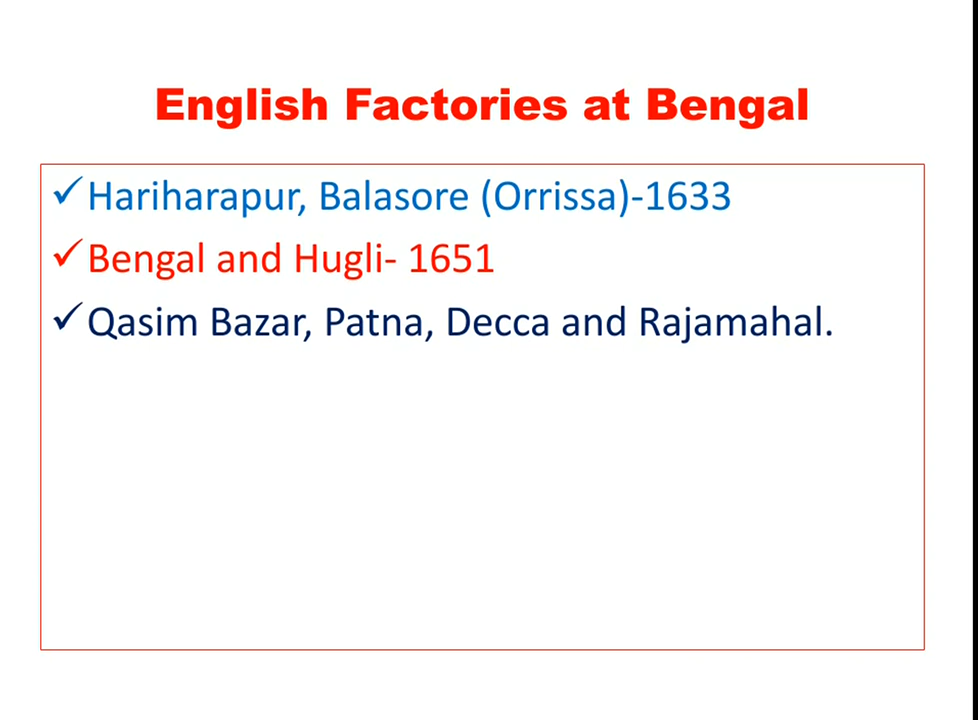 English Factories at Bengal
✓Hariharapur, Balasore (Orrissa)-1633
✓Bengal and Hugli- 1651
✓Qasim Bazar, Patna, Decca and Rajamahal.